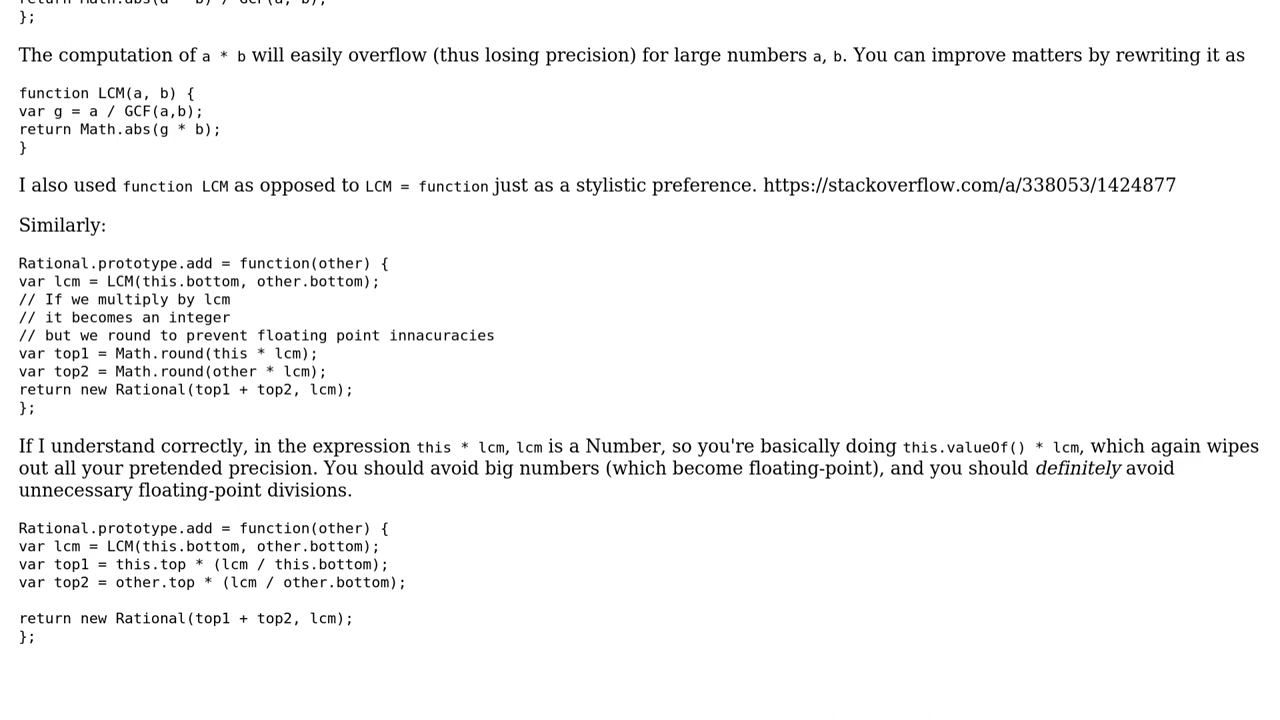 return Math.abs(a * b) / GCF(a, b);
};
The computation of a * b will easily overflow (thus losing precision) for large numbers a, b. You can improve matters by rewriting it as
function LCM(a, b) {
var g = a / GCF(a,b);
return Math.abs(g * b);
}
I also used function LCM as opposed to LCM = function just as a stylistic preference. https://stackoverflow.com/a/338053/1424877
Similarly:
Rational.prototype.add = function(other) {
var lcm = LCM(this.bottom, other.bottom);
// If we multiply by lcm
// it becomes an integer
// but we round to prevent floating point innacuracies
var top1 = Math.round(this * lcm);
var top2 = Math.round(other * lcm);
return new Rational(top1 + top2, lcm);
};
If I understand correctly, in the expression this * lcm, lcm is a Number, so you're basically doing this.valueOf() * lcm, which again wipes
out all your pretended precision. You should avoid big numbers (which become floating-point), and you should definitely avoid
unnecessary floating-point divisions.
Rational.prototype.add = function(other) {
var lcm = LCM(this.bottom, other.bottom);
var top1 = this.top * (lcm / this.bottom);
var top2 = other.top * (lcm / other.bottom);
return new Rational(top1 + top2, lcm);
};